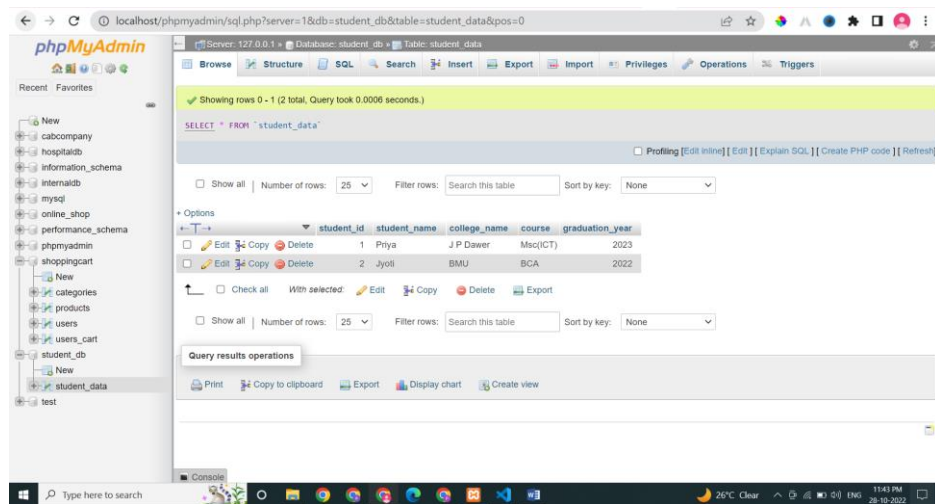 localhost/phpmyadmin/sql.php?server=1&db=student_db&table=student_data&pos=0
phpMyAdmin
Recent Favorites
New
cabcompany
hospitaldb
information_schema
internaldb
mysql
online_shop
performance_schema
phpmyadmin
shoppingcart
New
categories
products
users
users_cart
student_db
New
student_data
test
Server: 127.0.0.1 » Database: student_db » Table: student_data
Browse Structure SQL Search Insert Export Import Privileges Operations Triggers
Showing rows 0 - 1 (2 total, Query took 0.0006 seconds.)
SELECT * FROM `student_data`
Profiling [Edit inline] [ Edit ] [ Explain SQL ] [ Create PHP code ] [ Refresh]
Show all | Number of rows: 25 Filter rows: Search this table Sort by key: None
+ Options
←T→ student_id student_name college_name course graduation_year
Edit Copy Delete 1 Priya J P Dawer Msc(ICT) 2023
Edit Copy Delete 2 Jyoti BMU BCA 2022
Check all With selected: Edit Copy Delete Export
Show all | Number of rows: 25 Filter rows: Search this table Sort by key: None
Query results operations
Print Copy to clipboard Export Display chart Create view
Console
Type here to search
26°C Clear ENG 11:43 PM
28-10-2022